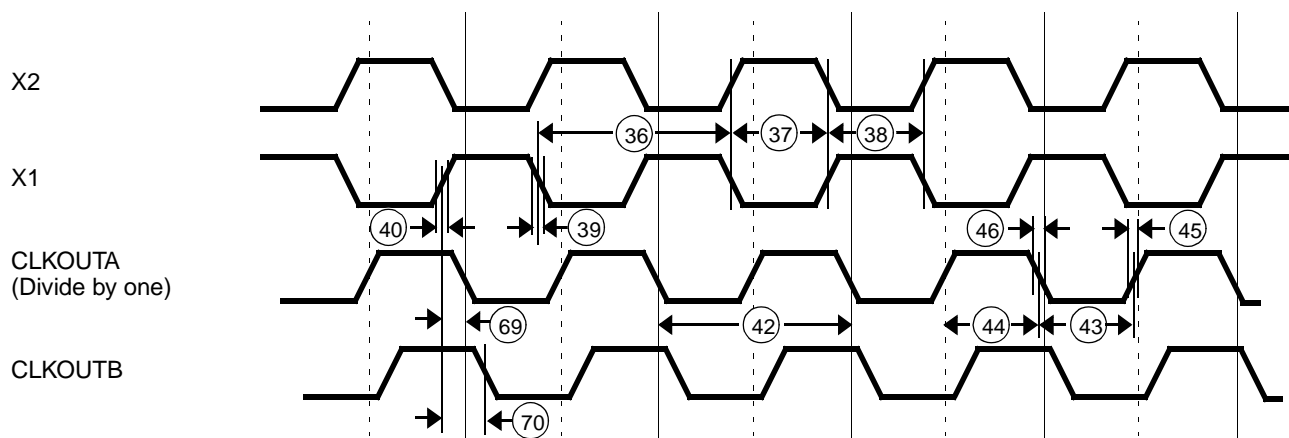 X2
36
37
38
X1
40
39
46
45
CLKOUTA
(Divide by one)
69
42
44
43
CLKOUTB
70